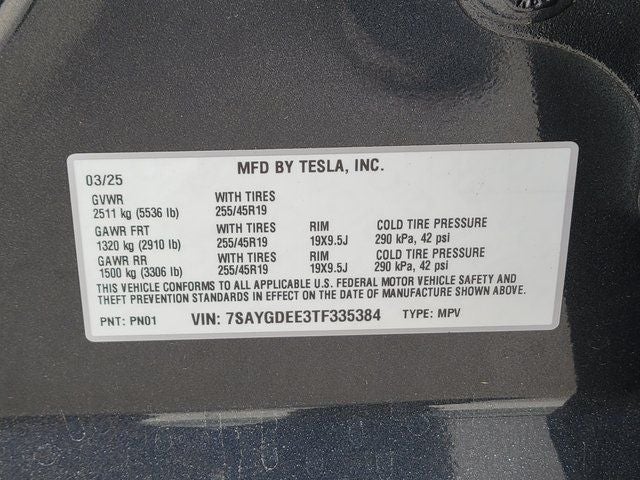 MFD BY TESLA, INC.
03/25
GVWR WITH TIRES
2511 kg (5536 lb) 255/45R19
GAWR FRT WITH TIRES RIM COLD TIRE PRESSURE
1320 kg (2910 lb) 255/45R19 19X9.5J 290 kPa, 42 psi
GAWR RR WITH TIRES RIM COLD TIRE PRESSURE
1500 kg (3306 lb) 255/45R19 19X9.5J 290 kPa, 42 psi
THIS VEHICLE CONFORMS TO ALL APPLICABLE U.S. FEDERAL MOTOR VEHICLE SAFETY AND
THEFT PREVENTION STANDARDS IN EFFECT ON THE DATE OF MANUFACTURE SHOWN ABOVE.
PNT: PN01 VIN: 7SAYGDEE3TF335384 TYPE: MPV